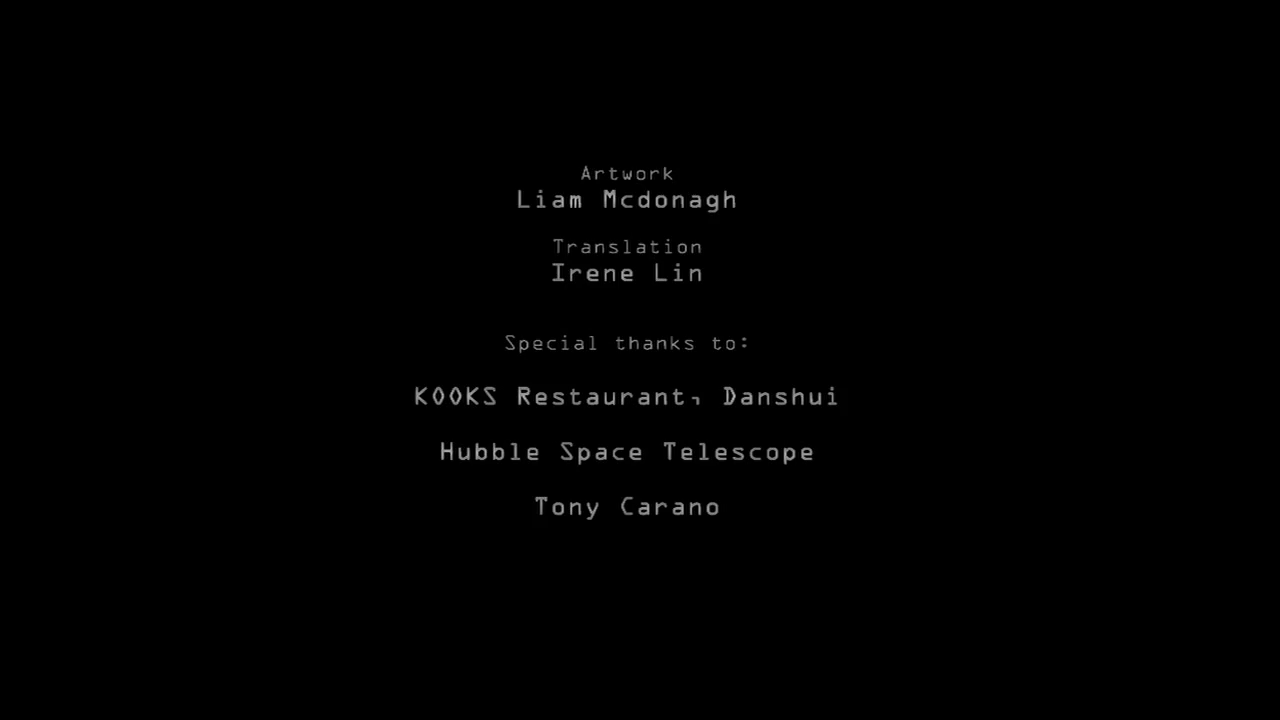 Artwork
Liam Mcdonagh
Translation
Irene Lin
Special thanks to:
KOOKS Restaurant, Danshui
Hubble Space Telescope
Tony Carano